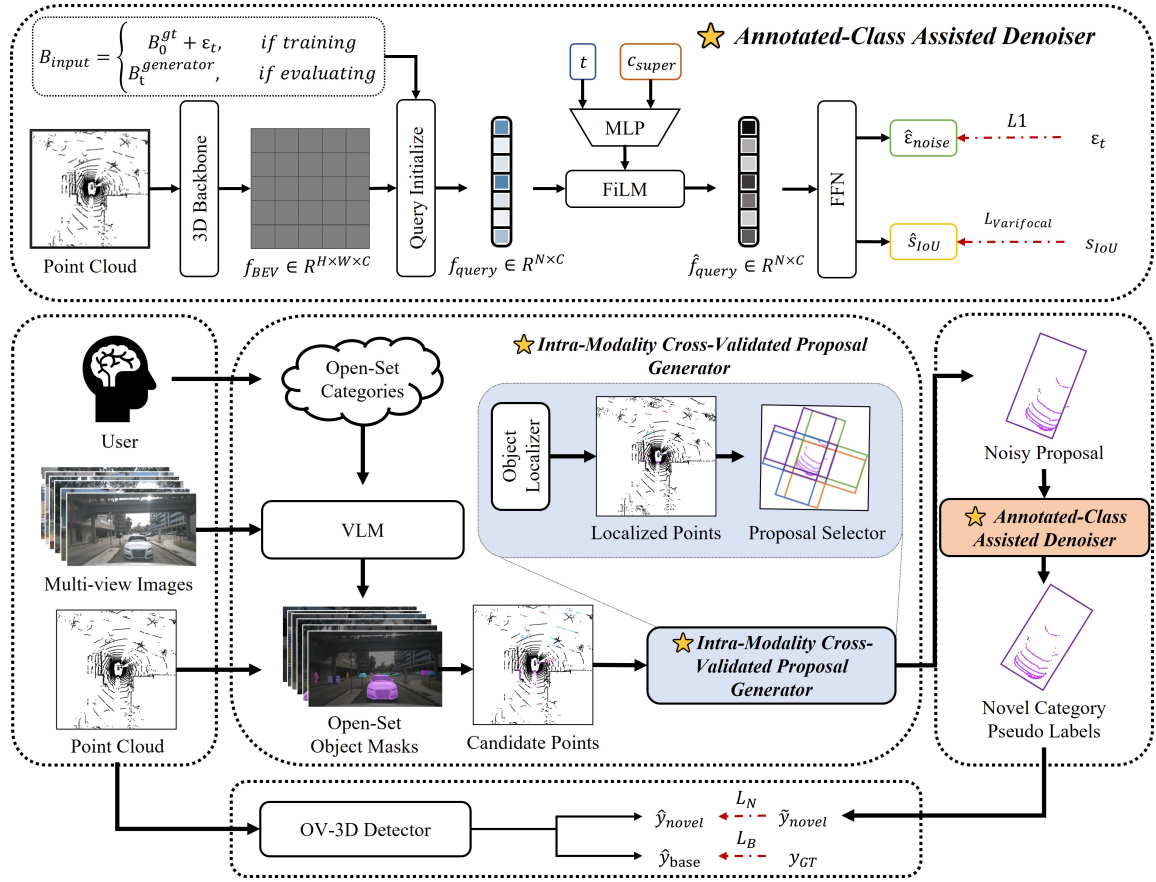 B_input = { B_0^gt + ε_t, if training
B_t^generator, if evaluating
Annotated-Class Assisted Denoiser
t
c_super
MLP
FiLM
3D Backbone
Query Initialize
FFN
ε̂_noise
L1
ε_t
ŝ_IoU
L_Varifocal
s_IoU
Point Cloud
f_BEV ∈ R^{H×W×C}
f_query ∈ R^{N×C}
f̂_query ∈ R^{N×C}
User
Multi-view Images
Point Cloud
Open-Set
Categories
VLM
Open-Set
Object Masks
Candidate Points
Intra-Modality Cross-Validated Proposal
Generator
Object
Localizer
Localized Points
Proposal Selector
Intra-Modality Cross-
Validated Proposal
Generator
Noisy Proposal
Annotated-Class
Assisted Denoiser
Novel Category
Pseudo Labels
OV-3D Detector
ŷ_novel
L_N
ỹ_novel
ŷ_base
L_B
y_GT